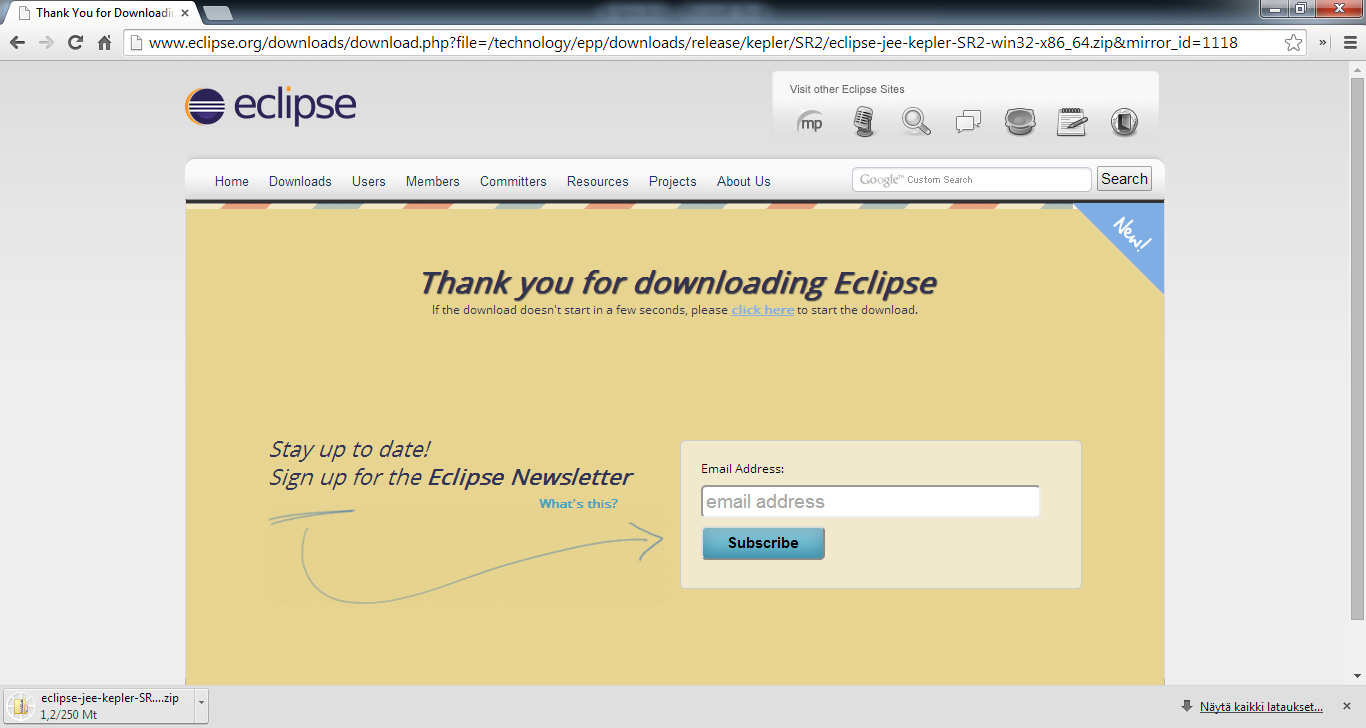 Thank You for Downloadi
www.eclipse.org/downloads/download.php?file=/technology/epp/downloads/release/kepler/SR2/eclipse-jee-kepler-SR2-win32-x86_64.zip&mirror_id=1118
eclipse
Visit other Eclipse Sites
mp
Home Downloads Users Members Committers Resources Projects About Us
Google™ Custom Search
Search
New!
Thank you for downloading Eclipse
If the download doesn't start in a few seconds, please click here to start the download.
Stay up to date!
Sign up for the Eclipse Newsletter
What's this?
Email Address:
email address
Subscribe
eclipse-jee-kepler-SR....zip
1,2/250 Mt
Näytä kaikki lataukset...